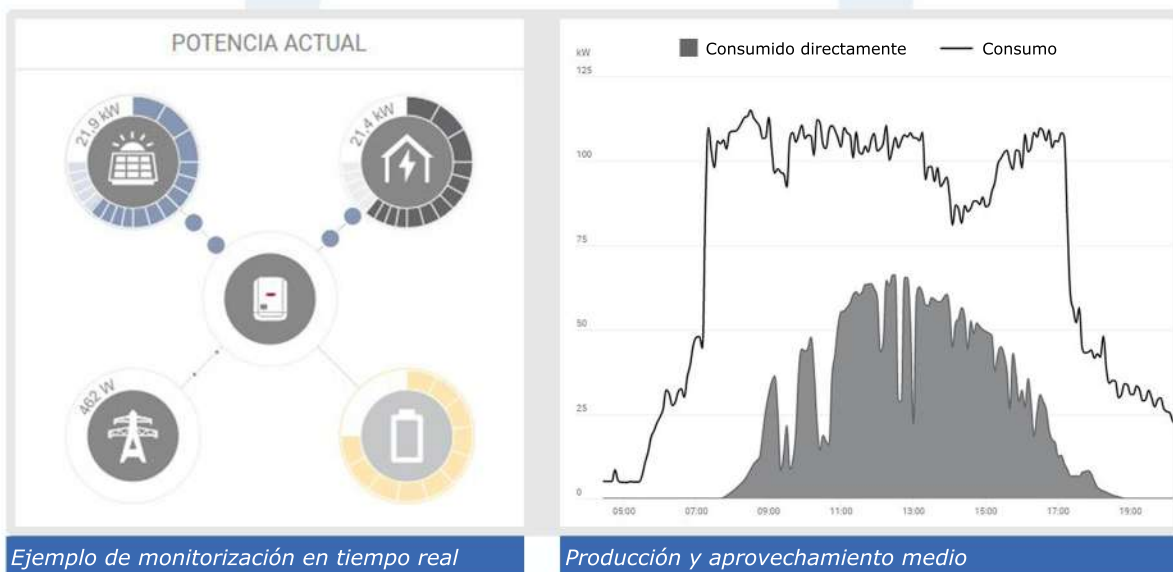 POTENCIA ACTUAL
21,9 kW
21,4 kW
462 W
Ejemplo de monitorización en tiempo real
kW
Consumido directamente
Consumo
125
100
75
50
25
0
05:00 07:00 09:00 11:00 13:00 15:00 17:00 19:00
Producción y aprovechamiento medio